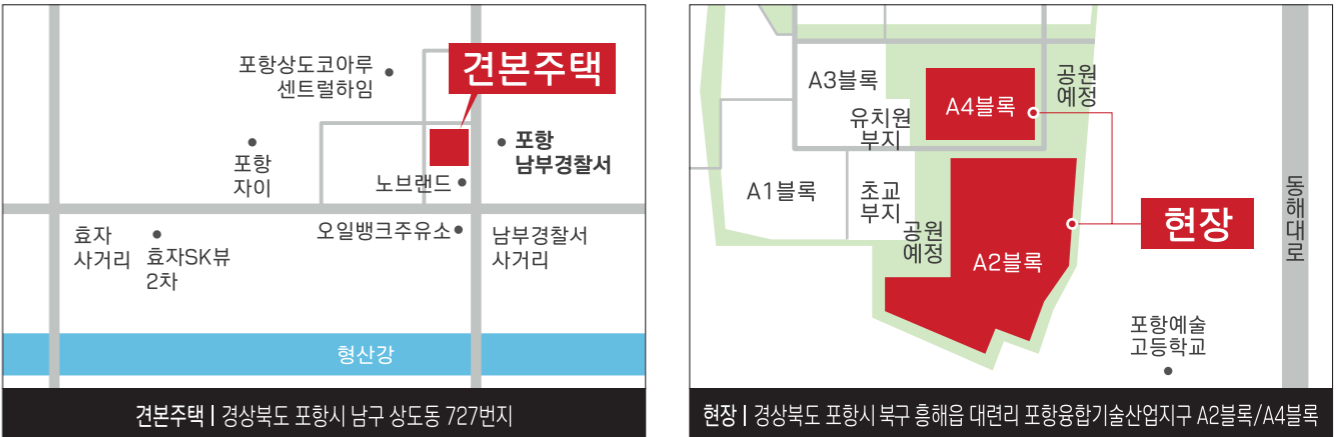 포항상도코아루
센트럴하임
견본주택
포항
자이
포항
남부경찰서
노브랜드
효자
사거리
효자SK뷰
2차
오일뱅크주유소
남부경찰서
사거리
형산강
견본주택 | 경상북도 포항시 남구 상도동 727번지
A3블록
유치원
부지
A4블록
공원
예정
A1블록
초교
부지
공원
예정
A2블록
현장
동해대로
포항예술
고등학교
현장 | 경상북도 포항시 북구 흥해읍 대련리 포항융합기술산업지구 A2블록/A4블록